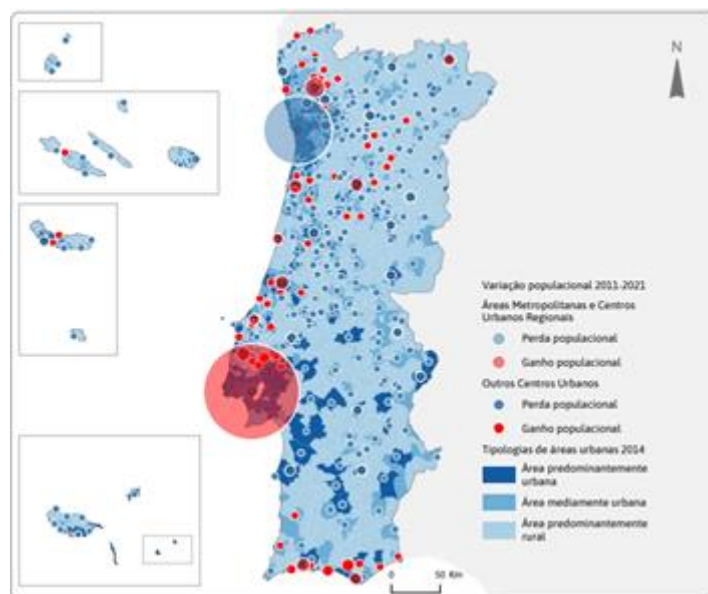 N
Variação populacional 2011-2021
Áreas Metropolitanas e Centros
Urbanos Regionais
Perda populacional
Ganho populacional
Outros Centros Urbanos
Perda populacional
Ganho populacional
Tipologias de áreas urbanas 2014
Área predominantemente
urbana
Área mediamente urbana
Área predominantemente
rural
0 50 Km